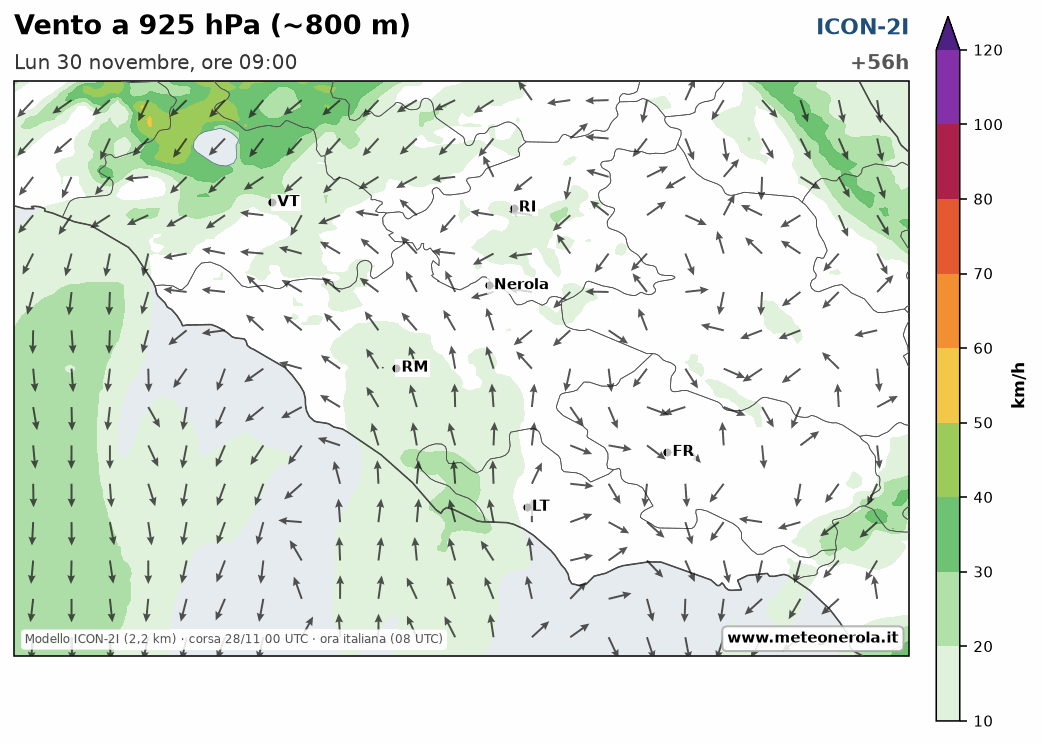 Vento a 925 hPa (~800 m)
ICON-2I
Lun 30 novembre, ore 09:00
+56h
VT
RI
Nerola
RM
FR
LT
Modello ICON-2I (2,2 km) · corsa 28/11 00 UTC · ora italiana (08 UTC)
www.meteonerola.it
120
100
80
70
60
50
40
30
20
10
km/h